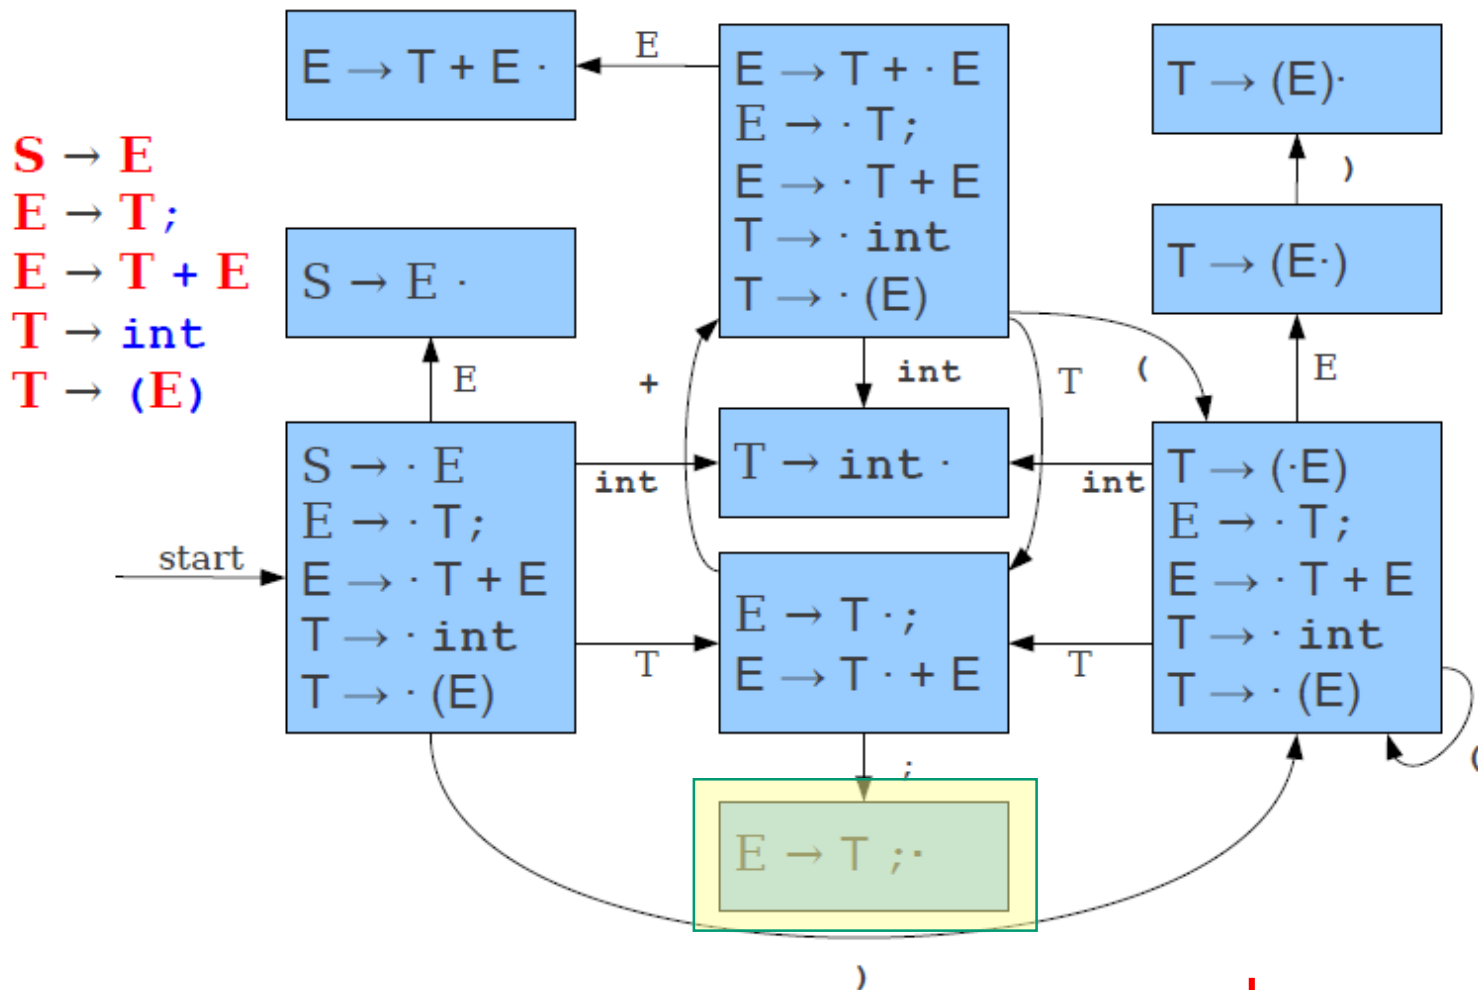 S → E
E → T ;
E → T + E
T → int
T → (E)
E → T + E ·
E
E → T + · E
E → · T ;
E → · T + E
T → · int
T → · (E)
T → (E)·
)
T → (E·)
S → E ·
E
+
int
T
(
E
start
S → · E
E → · T ;
E → · T + E
T → · int
T → · (E)
int
T → int ·
int
T → (·E)
E → · T ;
E → · T + E
T → · int
T → · (E)
T
E → T · ;
E → T · + E
T
(
;
E → T ; ·
)